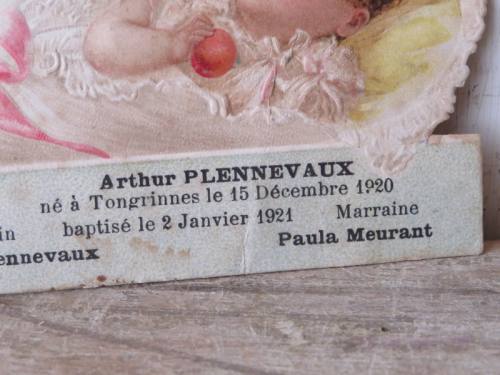 Arthur PLENNEVAUX
né à Tongrinnes le 15 Décembre 1920
baptisé le 2 Janvier 1921 Marraine
Paula Meurant